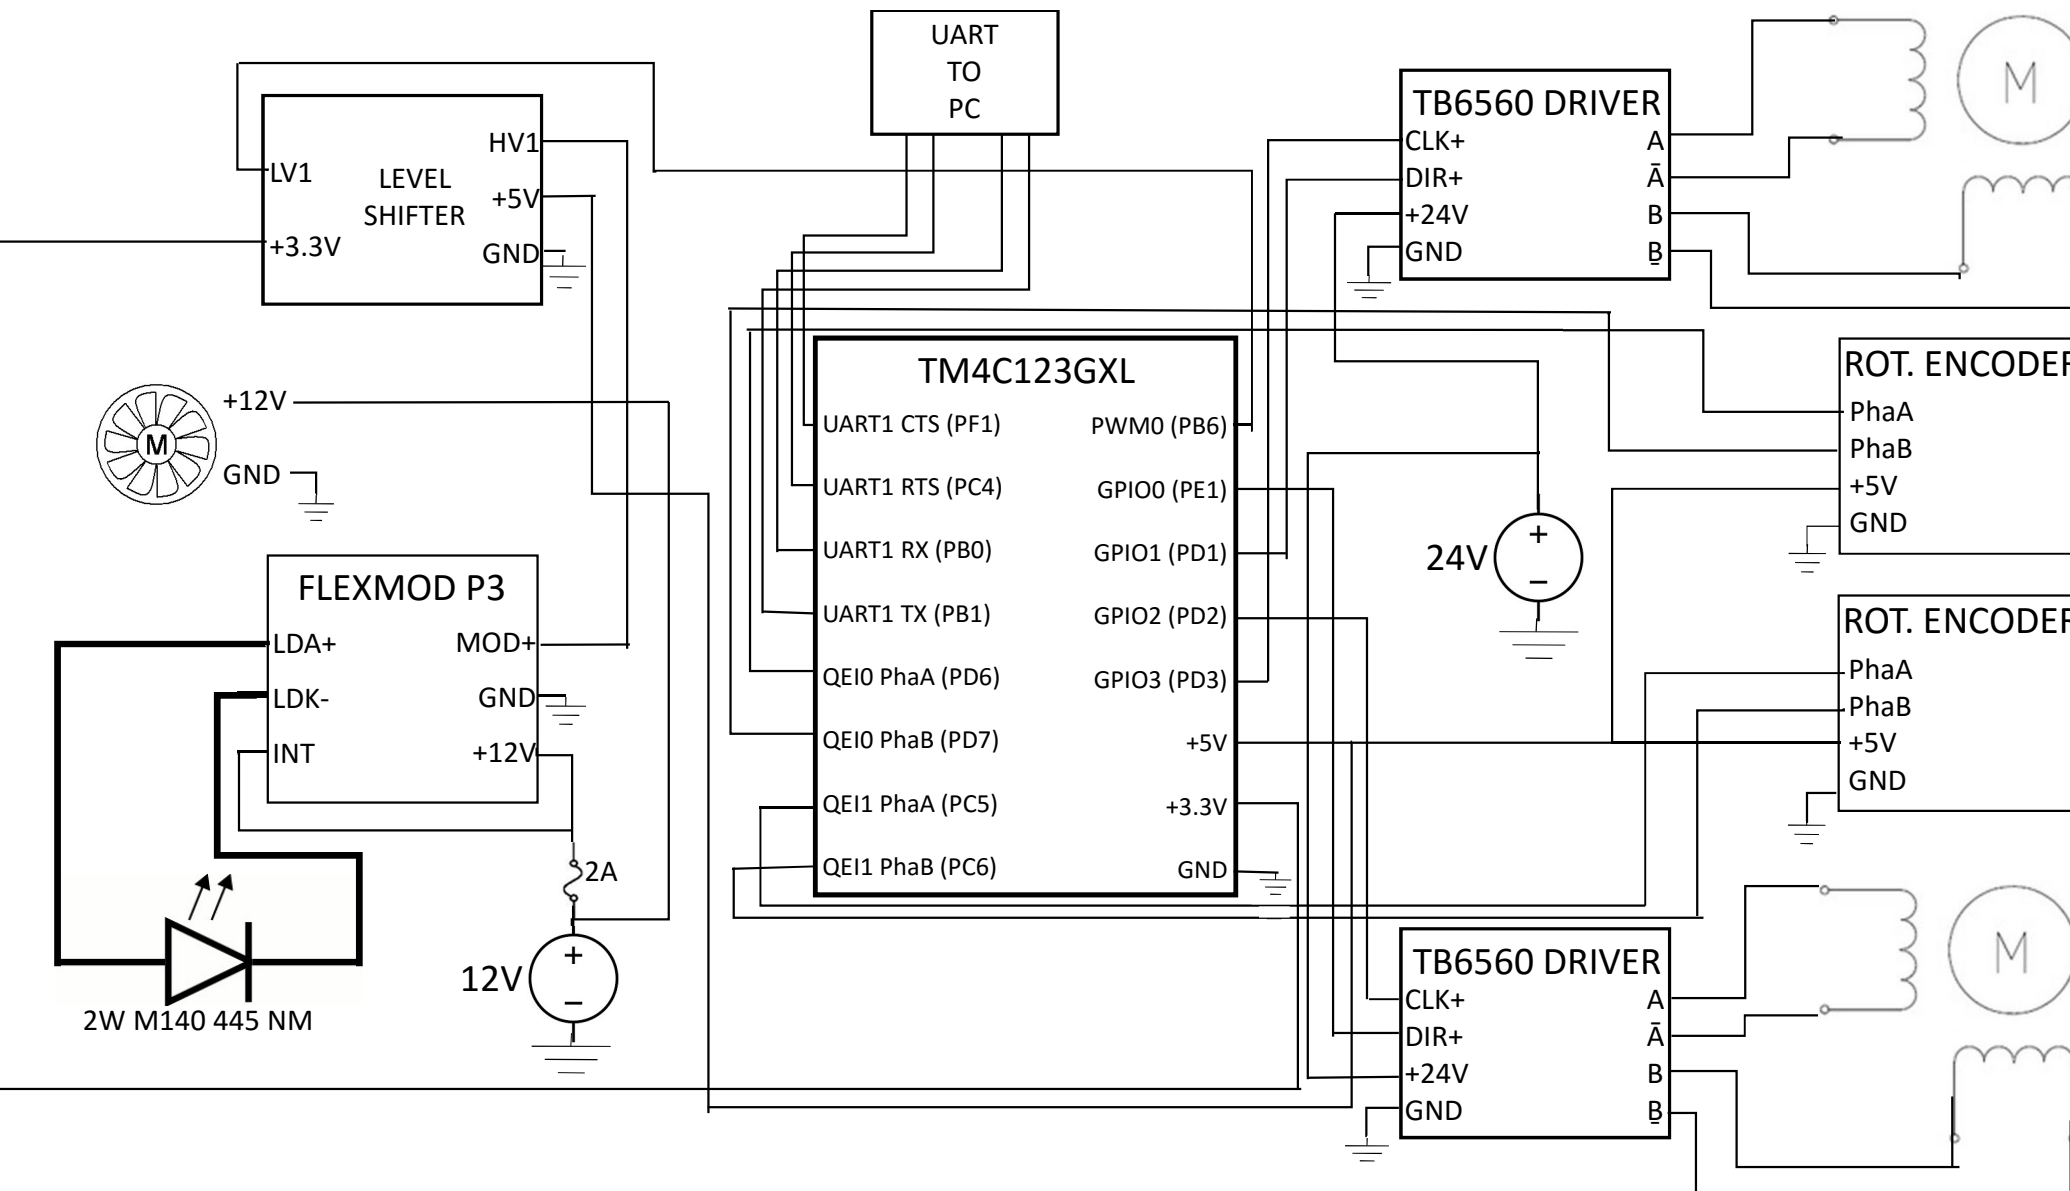 UART
TO
PC
LV1
+3.3V
LEVEL
SHIFTER
HV1
+5V
GND
TB6560 DRIVER
CLK+
DIR+
+24V
GND
A
Ā
B
B̲
M
+12V
GND
M
FLEXMOD P3
LDA+
LDK-
INT
MOD+
GND
+12V
2A
12V
+
−
2W M140 445 NM
TM4C123GXL
UART1 CTS (PF1)
UART1 RTS (PC4)
UART1 RX (PB0)
UART1 TX (PB1)
QEI0 PhaA (PD6)
QEI0 PhaB (PD7)
QEI1 PhaA (PC5)
QEI1 PhaB (PC6)
PWM0 (PB6)
GPIO0 (PE1)
GPIO1 (PD1)
GPIO2 (PD2)
GPIO3 (PD3)
+5V
+3.3V
GND
24V
+
−
ROT. ENCODER
PhaA
PhaB
+5V
GND
ROT. ENCODER
PhaA
PhaB
+5V
GND
TB6560 DRIVER
CLK+
DIR+
+24V
GND
A
Ā
B
B̲
M